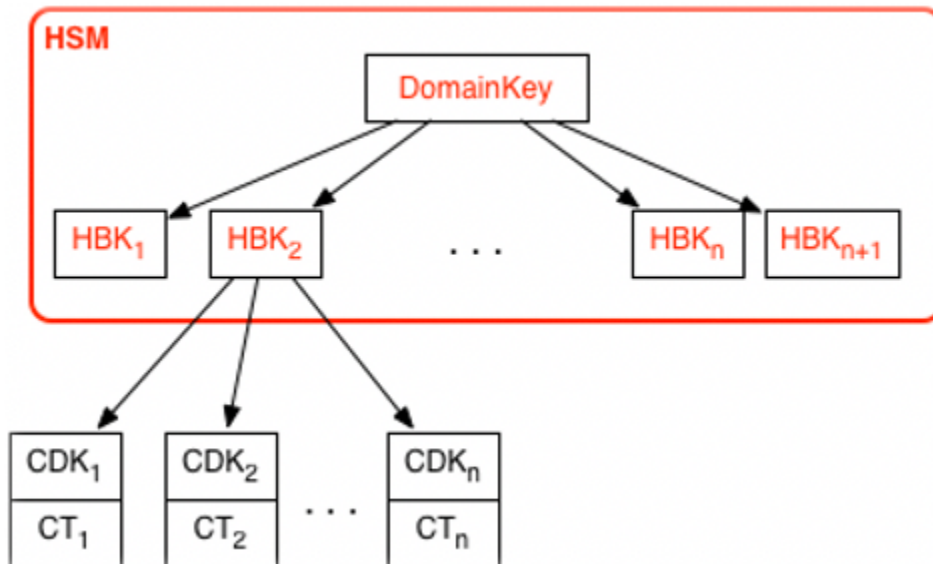 HSM
DomainKey
HBK₁ HBK₂ ... HBKₙ HBKₙ₊₁
CDK₁ CDK₂ ... CDKₙ
CT₁ CT₂ CTₙ